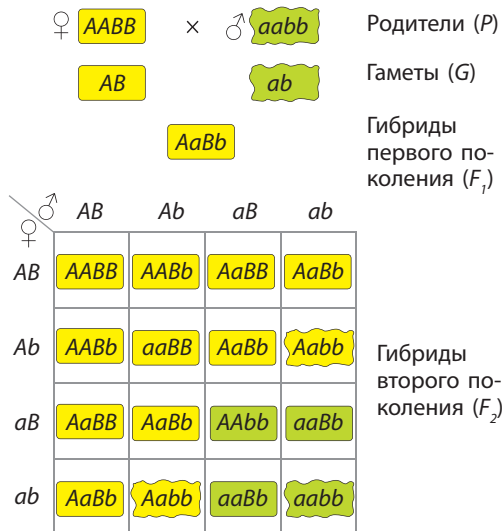 ♀ AABB × ♂ aabb Родители (P)
AB ab Гаметы (G)
AaBb Гибриды
первого по-
коления (F₁)
♂ AB Ab aB ab
♀
AB AABB AABb AaBB AaBb
Ab AABb aaBB AaBb Aabb
Гибриды
второго по-
коления (F₂)
aB AaBB AaBb AAbb aaBb
ab AaBb Aabb aaBb aabb